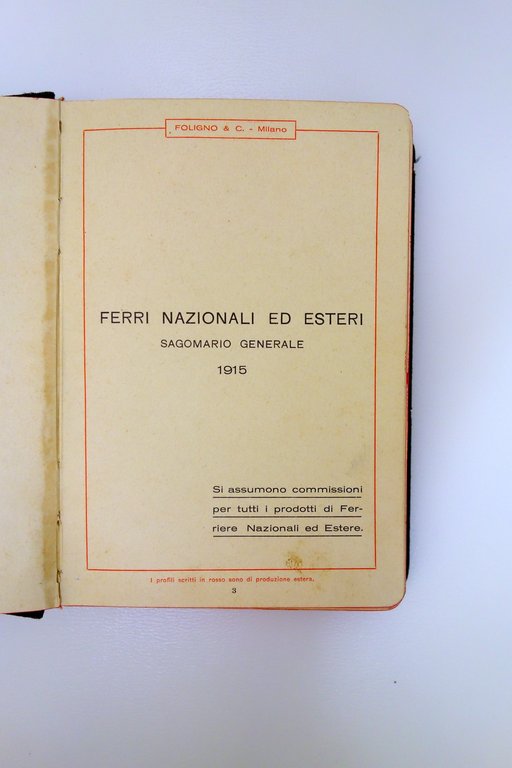 FOLIGNO & C. - Milano
FERRI NAZIONALI ED ESTERI
SAGOMARIO GENERALE
1915
Si assumono commissioni
per tutti i prodotti di Fer-
riere Nazionali ed Estere.
I profili scritti in rosso sono di produzione estera.
3